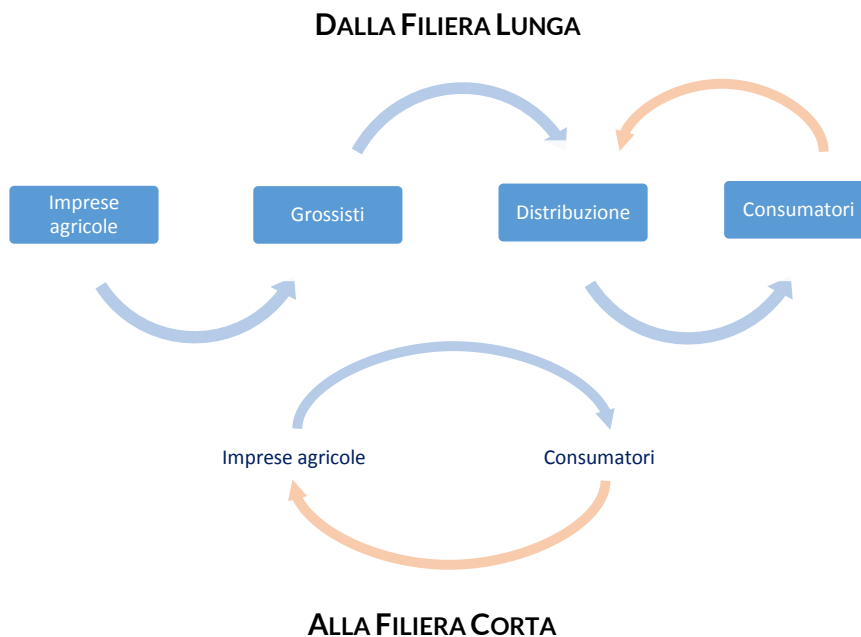 DALLA FILIERA LUNGA
Imprese
agricole
Grossisti
Distribuzione
Consumatori
Imprese agricole
Consumatori
ALLA FILIERA CORTA